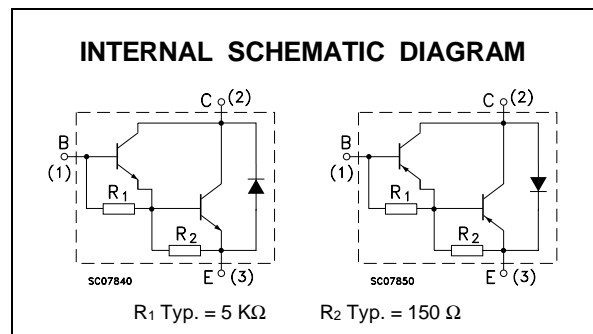 INTERNAL SCHEMATIC DIAGRAM
C (2)
B
(1)
R1
R2
E (3)
SC07840
C (2)
B
(1)
R1
R2
E (3)
SC07850
R1 Typ. = 5 KΩ R2 Typ. = 150 Ω